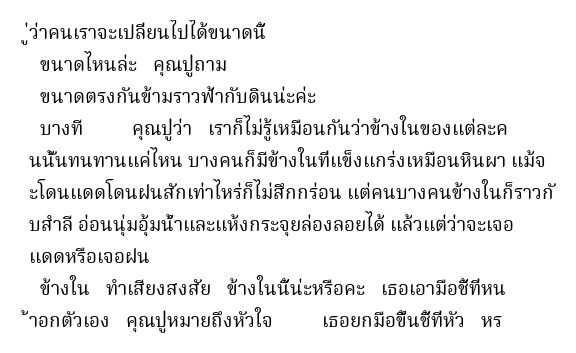 ู่ว่าคนเราจะเปลี่ยนไปได้ขนาดนี้
ขนาดไหนล่ะ คุณปูถาม
ขนาดตรงกันข้ามราวฟ้ากับดินน่ะค่ะ
บางที คุณปูว่า เราก็ไม่รู้เหมือนกันว่าข้างในของแต่ละค
นนั้นทนทานแค่ไหน บางคนก็มีข้างในที่แข็งแกร่งเหมือนหินผา แม้จ
ะโดนแดดโดนฝนสักเท่าไหร่ก็ไม่สึกกร่อน แต่คนบางคนข้างในก็ราวกั
บสำลี อ่อนนุ่มอุ้มน้ำและแห้งกระจุยล่องลอยได้ แล้วแต่ว่าจะเจอ
แดดหรือเจอฝน
ข้างใน ทำเสียงสงสัย ข้างในนี้น่ะหรือคะ เธอเอามือชี้ที่หน
้าอกตัวเอง คุณปูหมายถึงหัวใจ เธอยกมือขึ้นชี้ที่หัว หร